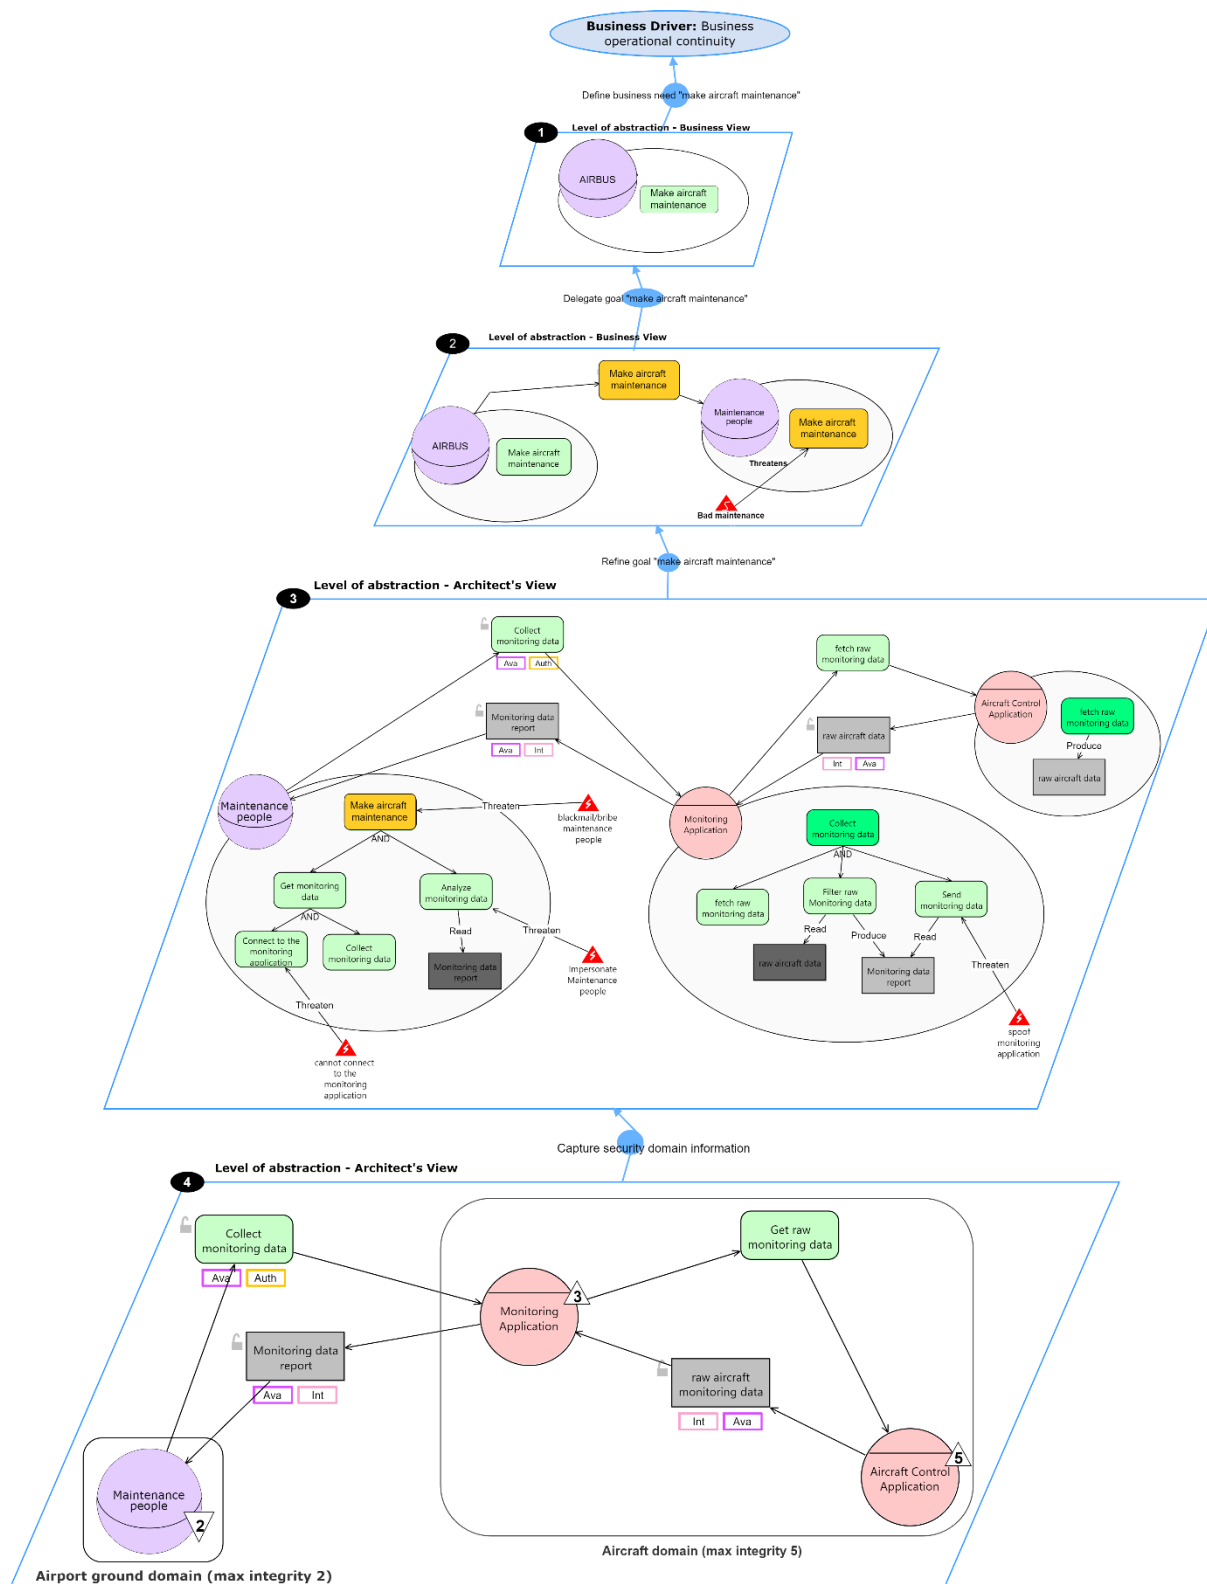 Business Driver: Business
operational continuity
Define business need "make aircraft maintenance"
1
Level of abstraction - Business View
AIRBUS
Make aircraft
maintenance
Delegate goal "make aircraft maintenance"
2
Level of abstraction - Business View
Make aircraft
maintenance
AIRBUS
Make aircraft
maintenance
Maintenance
people
Make aircraft
maintenance
Threatens
Bad maintenance
Refine goal "make aircraft maintenance"
3
Level of abstraction - Architect's View
Collect
monitoring data
Ava
Auth
Monitoring data
report
Ava
Int
fetch raw
monitoring data
raw aircraft data
Int
Ava
Aircraft Control
Application
fetch raw
monitoring data
Produce
raw aircraft data
Maintenance
people
Make aircraft
maintenance
Threaten
blackmail/bribe
maintenance
people
AND
Get monitoring
data
Analyze
monitoring data
AND
Connect to the
monitoring
application
Collect
monitoring data
Read
Monitoring data
report
Threaten
Impersonate
Maintenance
people
Threaten
cannot connect
to the
monitoring
application
Monitoring
Application
Collect
monitoring data
AND
fetch raw
monitoring data
Filter raw
Monitoring data
Send
monitoring data
Read
Produce
Read
raw aircraft data
Monitoring data
report
Threaten
spoof
monitoring
application
Capture security domain information
4
Level of abstraction - Architect's View
Collect
monitoring data
Ava
Auth
Monitoring data
report
Ava
Int
Monitoring
Application
3
Get raw
monitoring data
raw aircraft
monitoring data
Int
Ava
Aircraft Control
Application
5
Maintenance
people
2
Aircraft domain (max integrity 5)
Airport ground domain (max integrity 2)